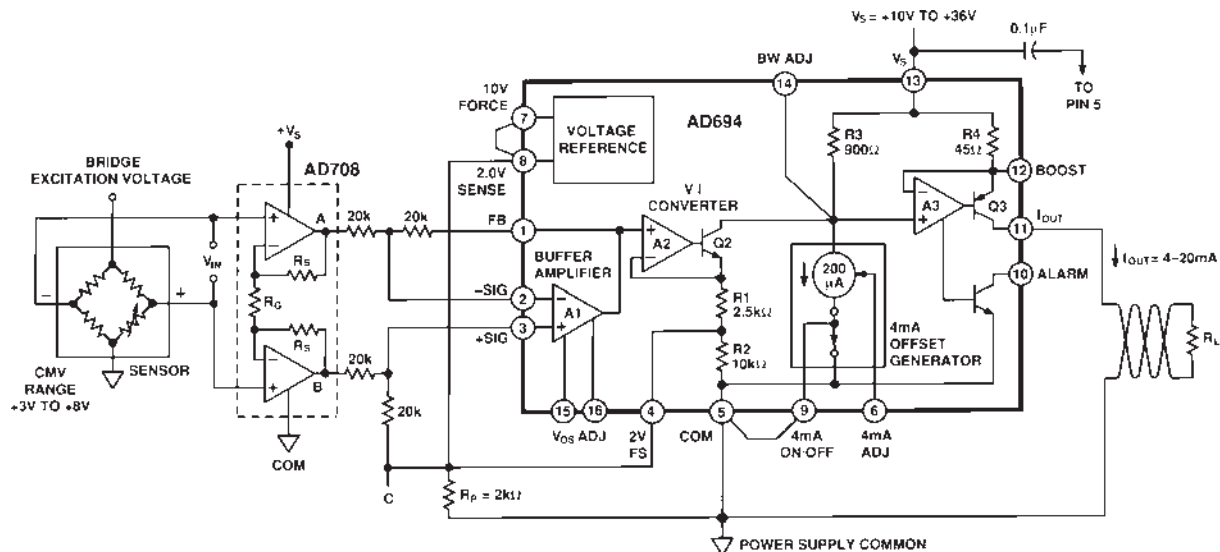 VS = +10V TO +36V
0.1µF
TO
PIN 5
BW ADJ
VS
14
13
10V
FORCE
7
8
2.0V
SENSE
VOLTAGE
REFERENCE
AD694
R3
900Ω
R4
45Ω
12
BOOST
A3
Q3
IOUT
11
IOUT = 4–20mA
10
ALARM
RL
+VS
AD708
BRIDGE
EXCITATION VOLTAGE
A
20k
20k
FB
1
V I
CONVERTER
A2
Q2
BUFFER
AMPLIFIER
–SIG
2
3
+SIG
A1
R1
2.5kΩ
R2
10kΩ
200
µA
4mA
OFFSET
GENERATOR
VIN
RS
RG
RS
B
20k
20k
– +
SENSOR
CMV
RANGE
+3V TO +8V
COM
15
16
4
5
9
6
VOS ADJ
2V
FS
COM
4mA
ON-OFF
4mA
ADJ
C
RP = 2kΩ
POWER SUPPLY COMMON